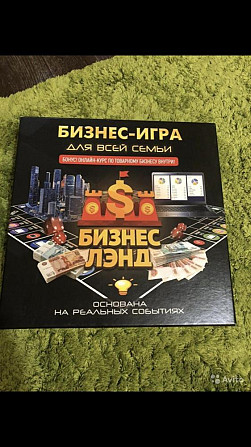 БИЗНЕС-ИГРА
ДЛЯ ВСЕЙ СЕМЬИ
БОНУС! ОНЛАЙН-КУРС ПО ТОВАРНОМУ БИЗНЕСУ ВНУТРИ!
$
БИЗНЕС
ЛЭНД
ОСНОВАНА
НА РЕАЛЬНЫХ СОБЫТИЯХ
Avito